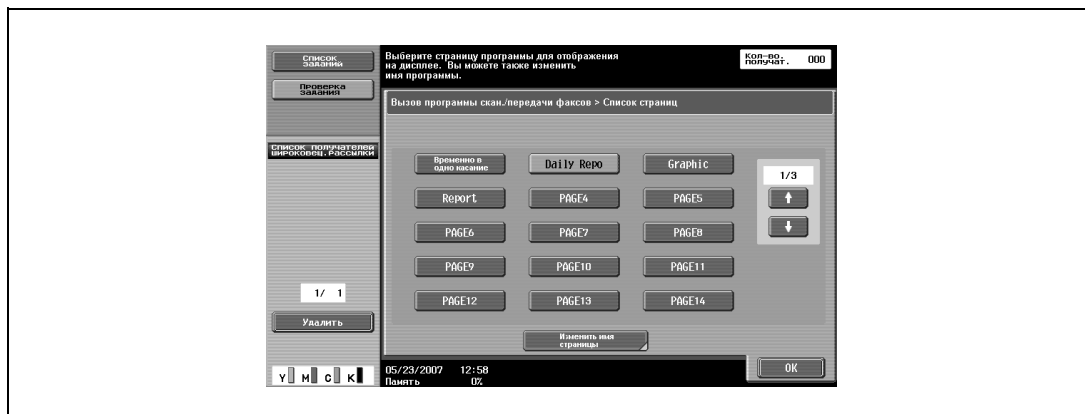 Список
заданий
Проверка
задания
Список получателей
широковещ.рассылки
1/ 1
Удалить
Y M C K
Выберите страницу программы для отображения
на дисплее. Вы можете также изменить
имя программы.
Кол-во.
получат. 000
Вызов программы скан./передачи факсов > Список страниц
Временно в
одно касание
Daily Repo
Graphic
Report
PAGE4
PAGE5
PAGE6
PAGE7
PAGE8
PAGE9
PAGE10
PAGE11
PAGE12
PAGE13
PAGE14
1/3
Изменить имя
страницы
05/23/2007 12:58
Память 0%
OK